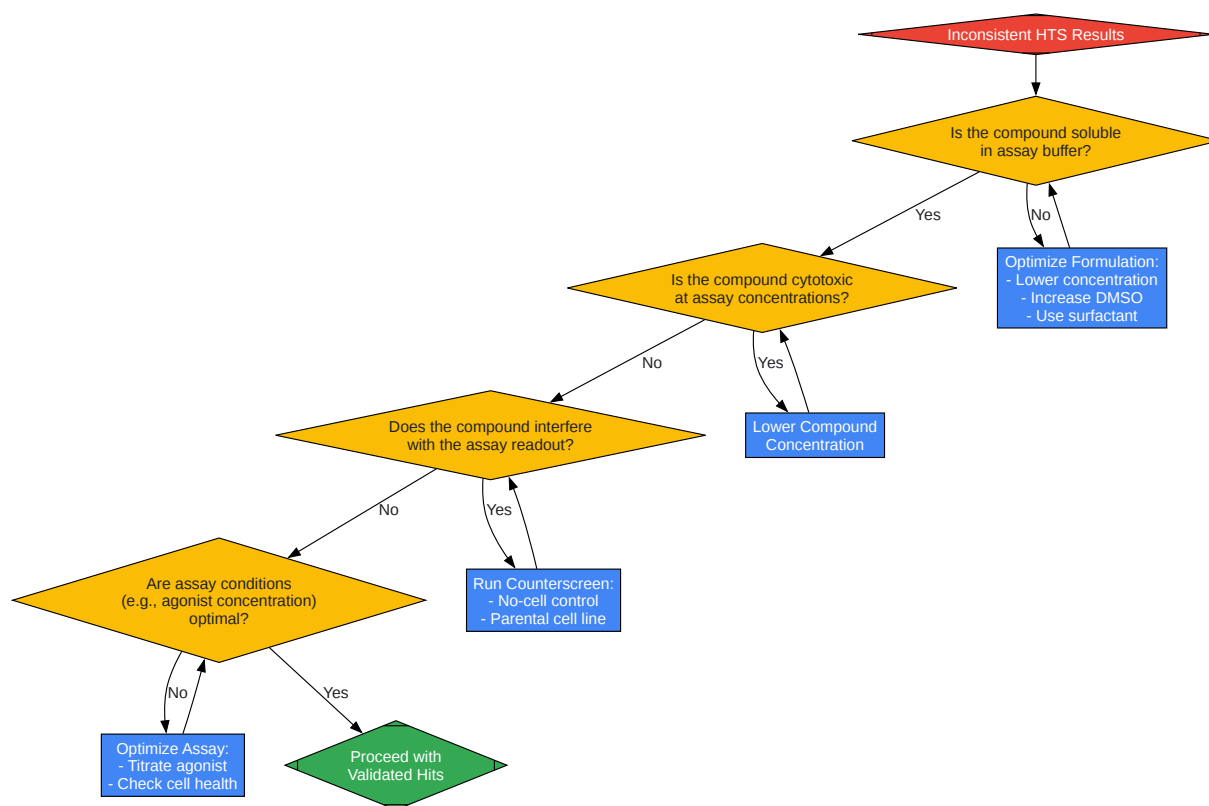 Inconsistent HTS Results
Is the compound soluble
in assay buffer?
Yes
No
Optimize Formulation:
- Lower concentration
- Increase DMSO
- Use surfactant
Is the compound cytotoxic
at assay concentrations?
No
Yes
Lower Compound
Concentration
Does the compound interfere
with the assay readout?
No
Yes
Run Counterscreen:
- No-cell control
- Parental cell line
Are assay conditions
(e.g., agonist concentration)
optimal?
No
Yes
Optimize Assay:
- Titrate agonist
- Check cell health
Proceed with
Validated Hits